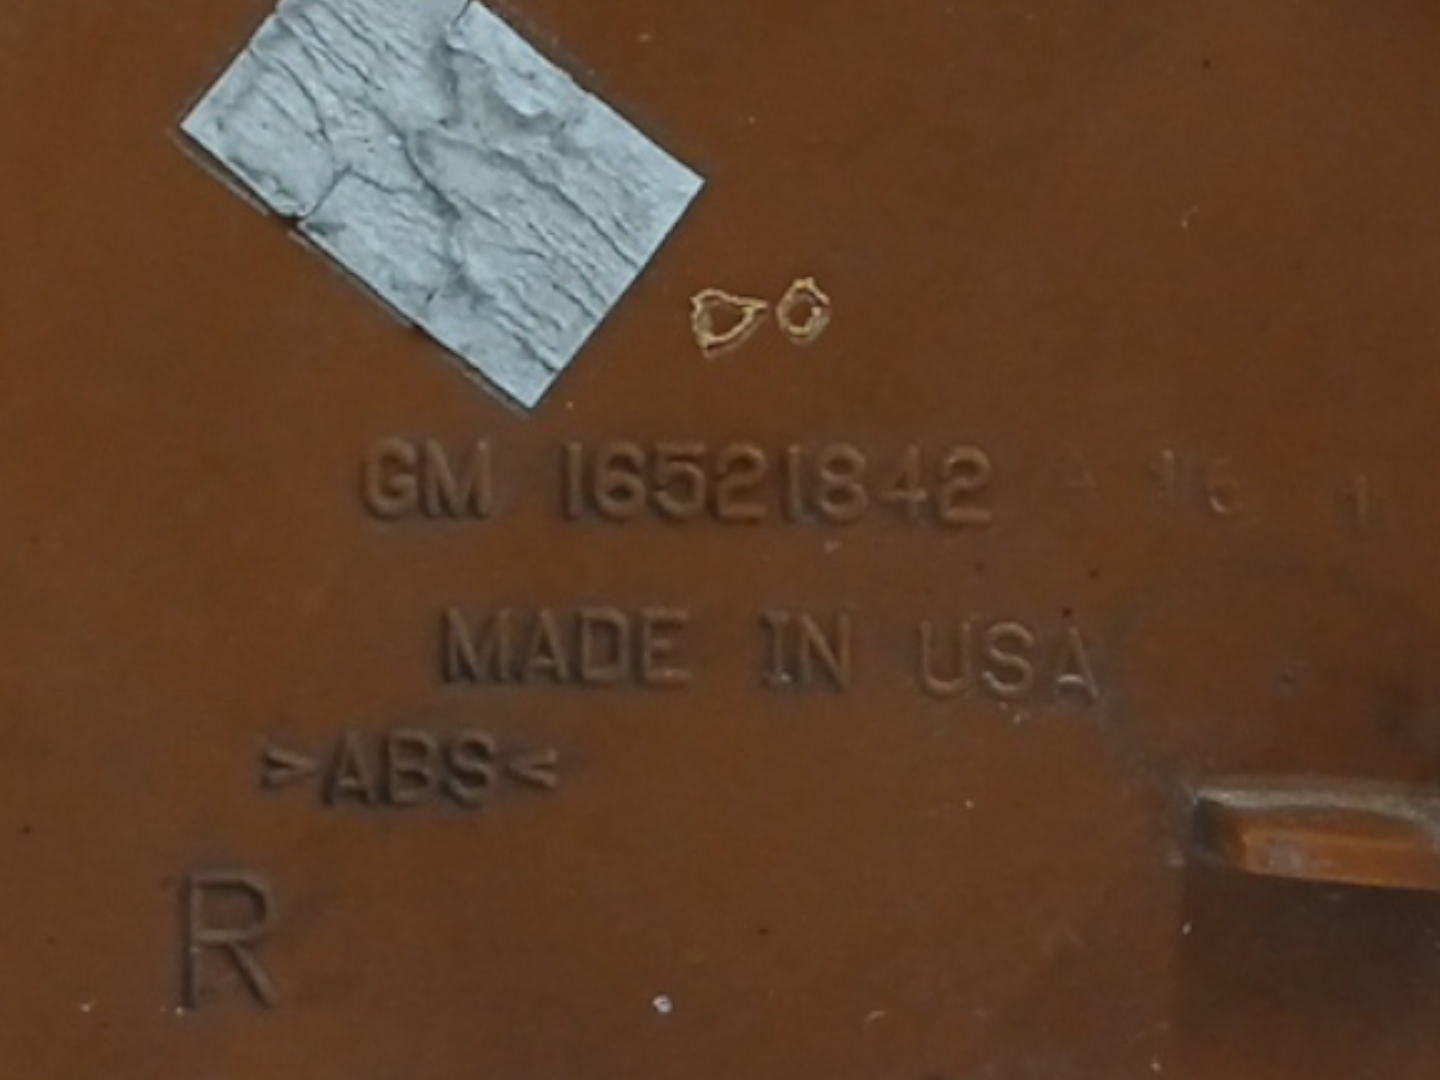 GM 16521842
MADE IN USA
>ABS<
R